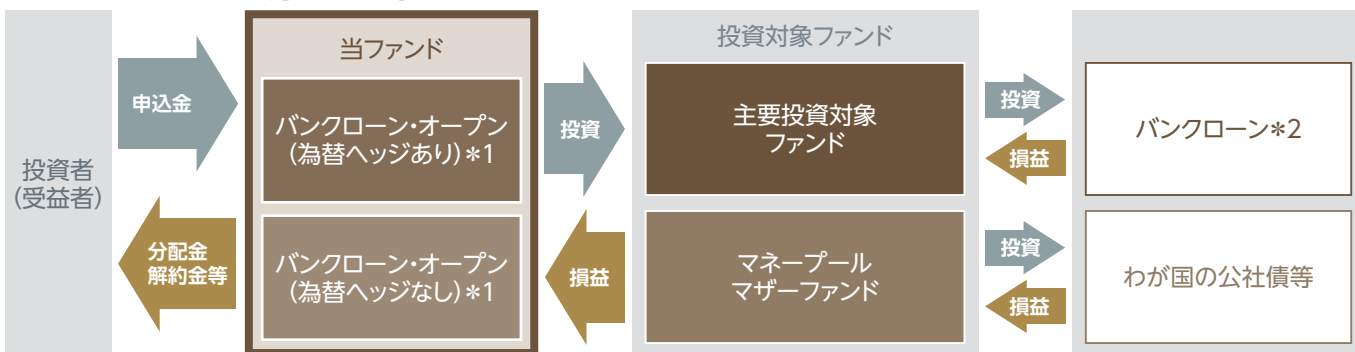 投資者
(受益者)
申込金
分配金
解約金等
当ファンド
バンクローン・オープン
(為替ヘッジあり)＊1
バンクローン・オープン
(為替ヘッジなし)＊1
投資
損益
投資対象ファンド
主要投資対象
ファンド
マネープール
マザーファンド
投資
損益
投資
損益
バンクローン＊2
わが国の公社債等